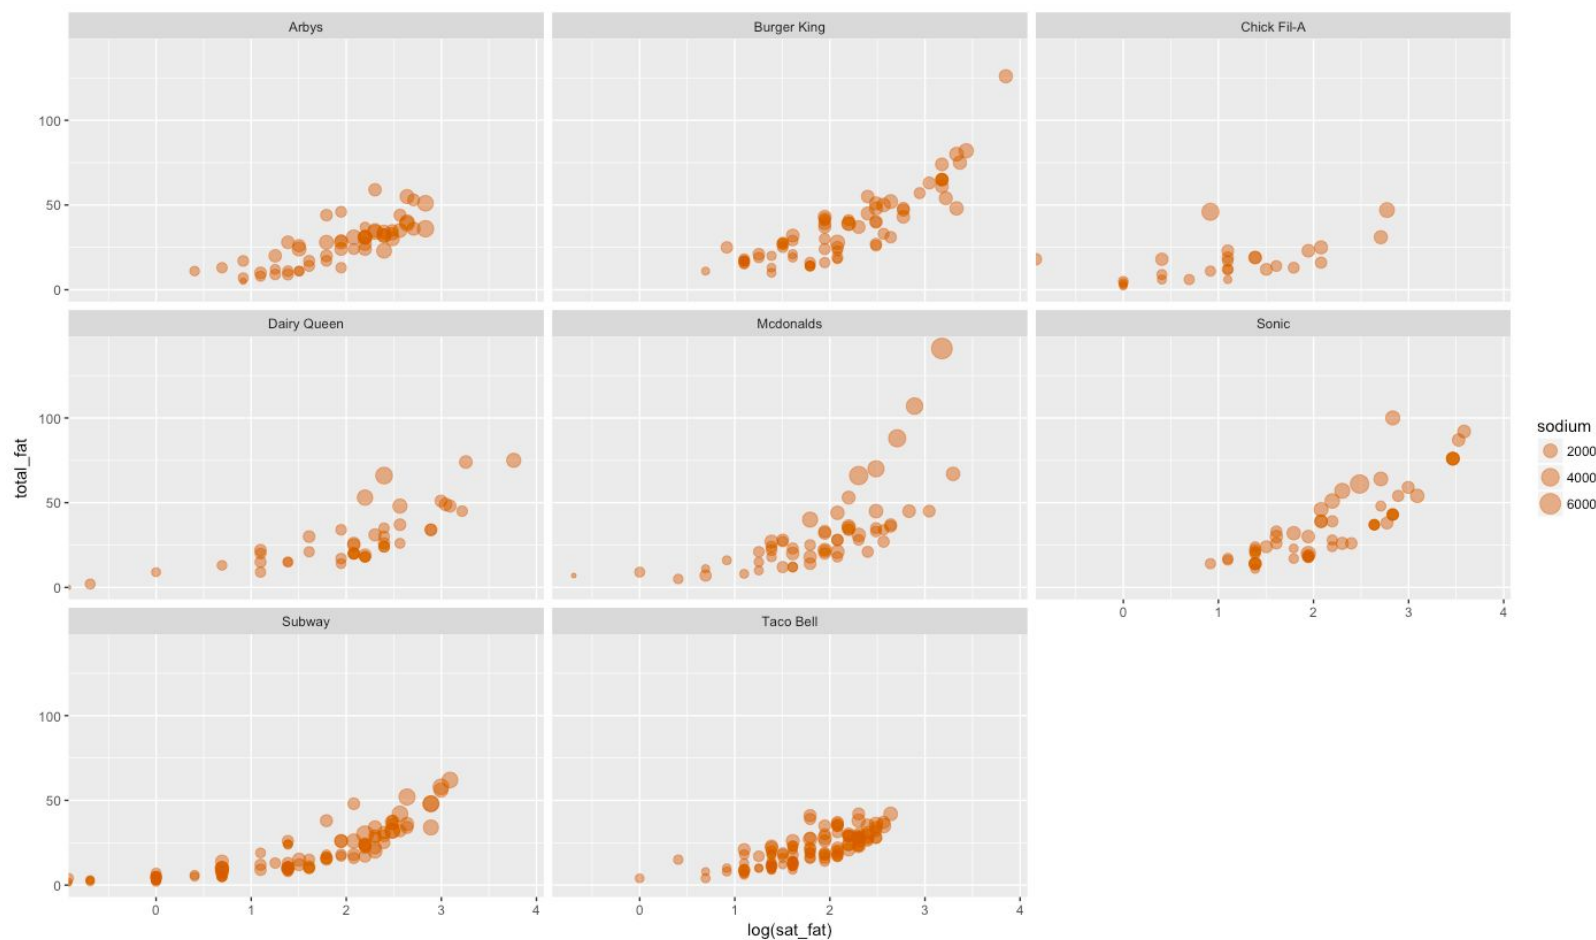 Arbys
Burger King
Chick Fil-A
100
50
0
Dairy Queen
Mcdonalds
Sonic
100
50
0
0 1 2 3 4
Subway
Taco Bell
100
50
0
0 1 2 3 4
0 1 2 3 4
total_fat
log(sat_fat)
sodium
2000
4000
6000